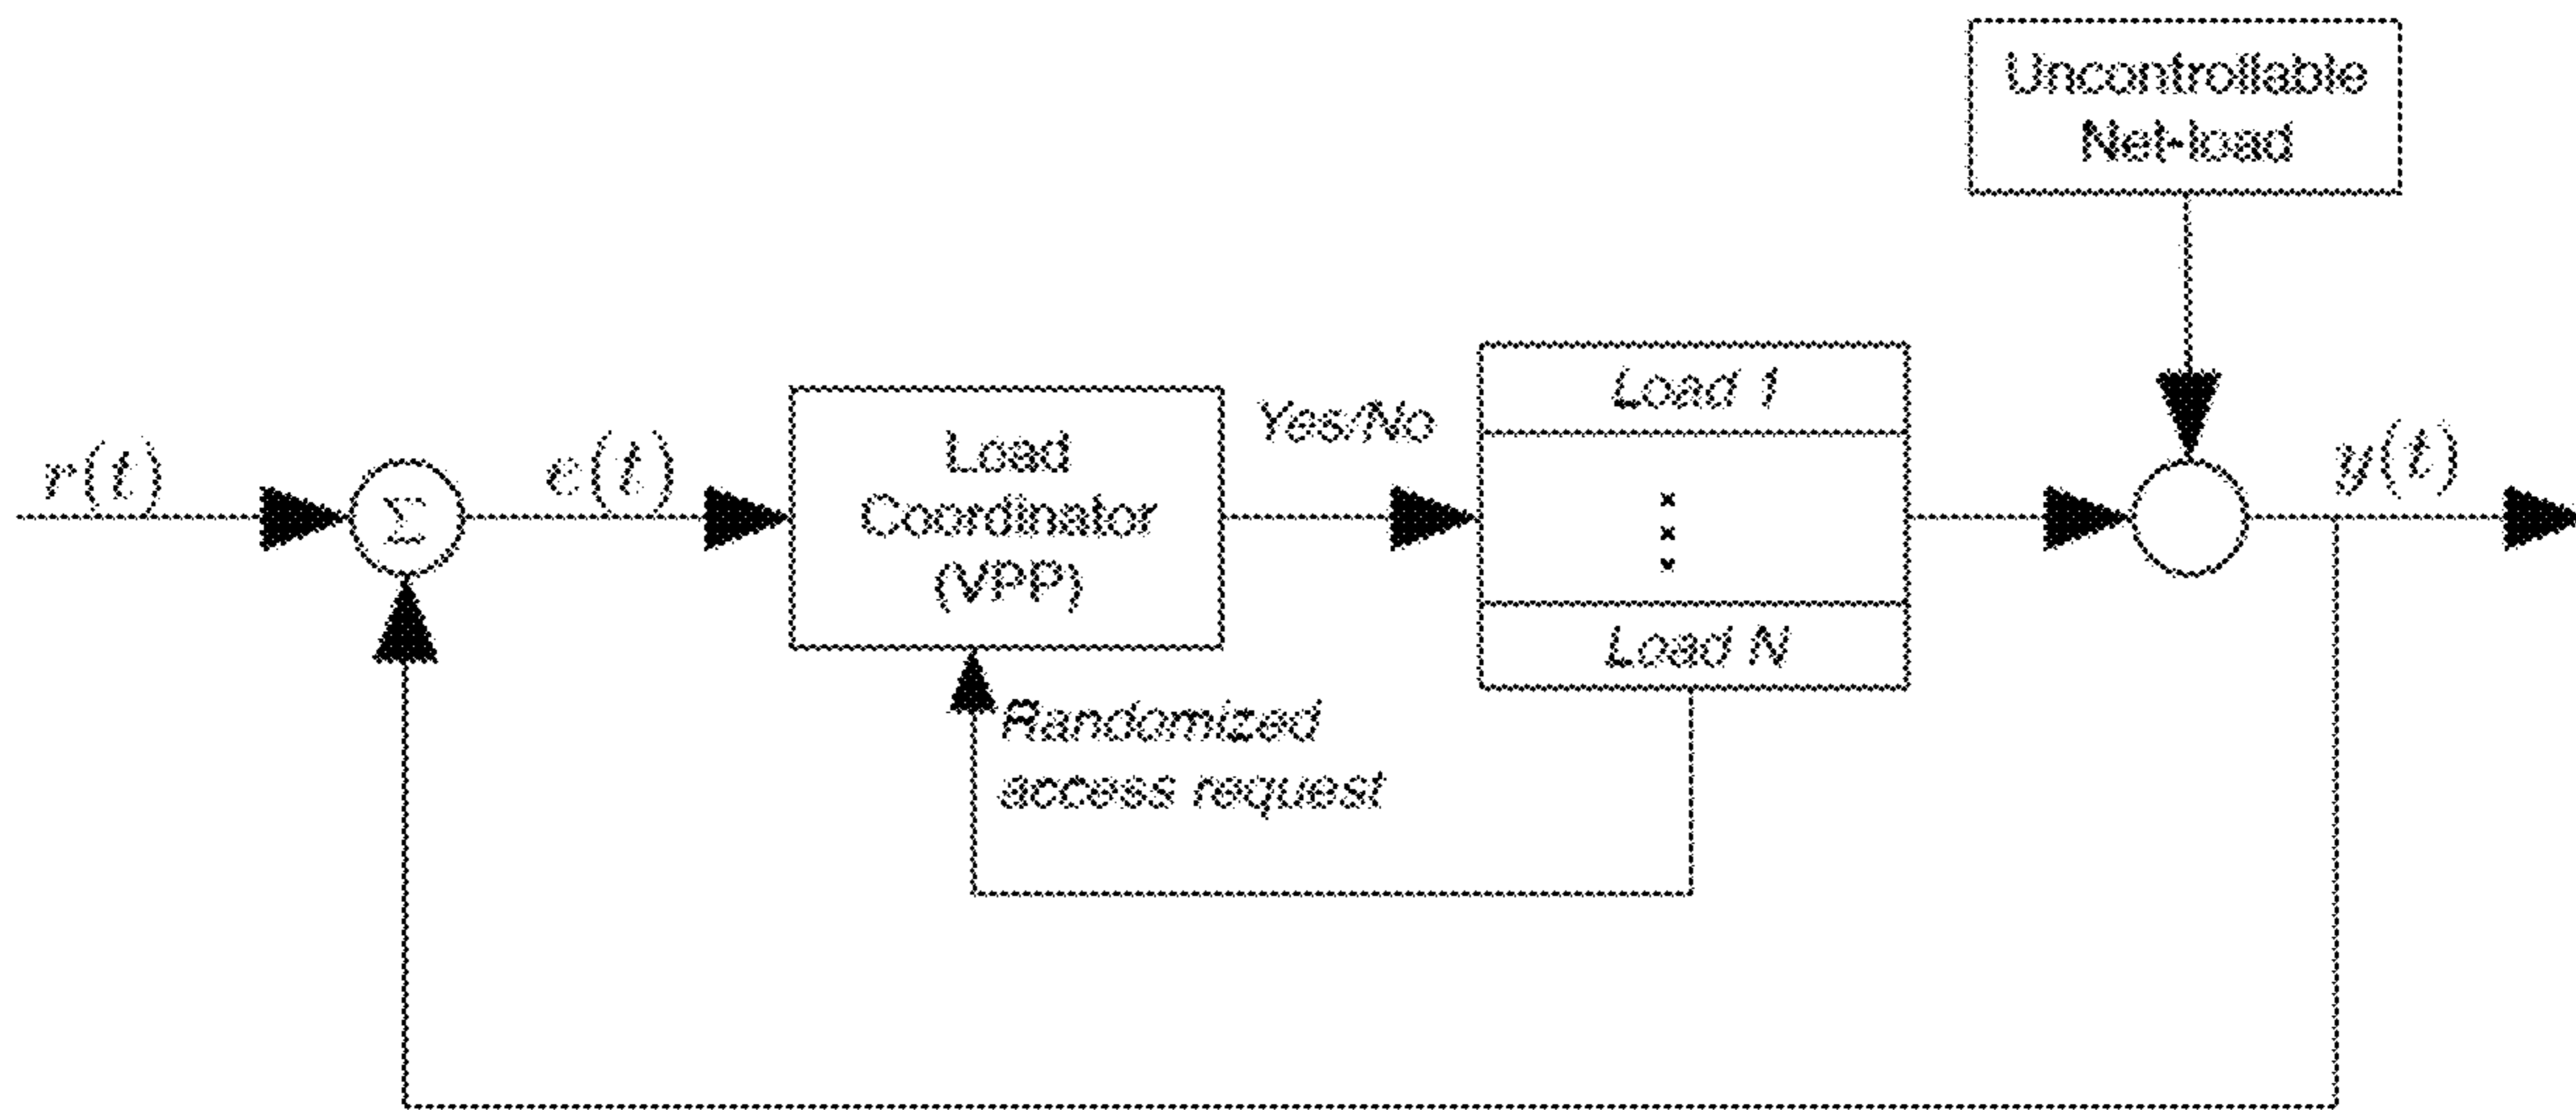 Uncontrollable
Net-load
r(t)
Σ
e(t)
Load
Coordinator
(VPP)
Yes/No
Load 1
Load N
y(t)
Randomized
access request